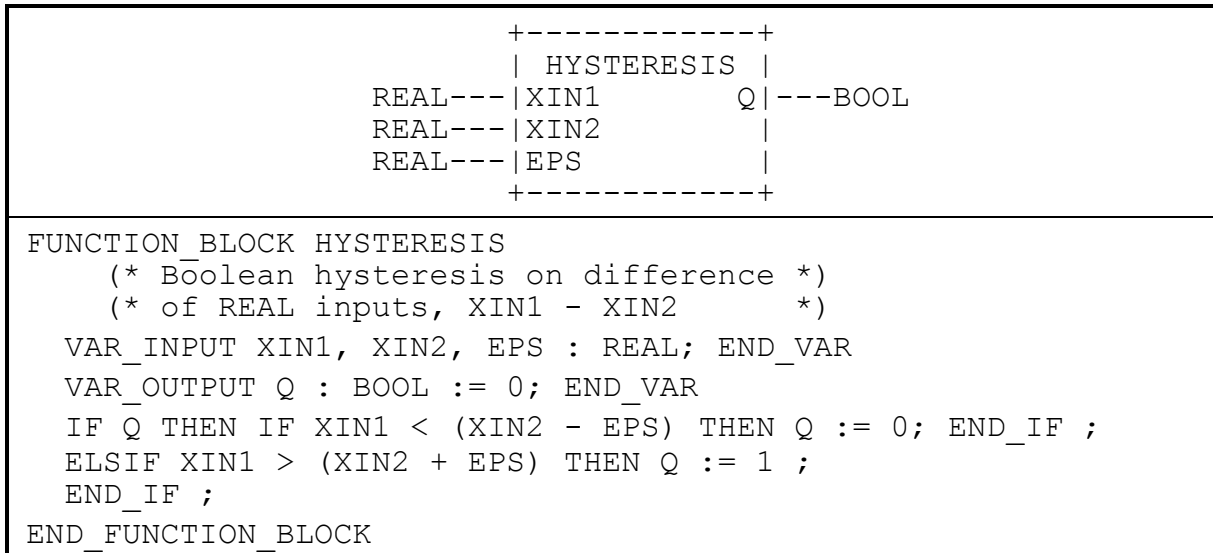 +------------+
| HYSTERESIS |
REAL---|XIN1       Q|---BOOL
REAL---|XIN2        |
REAL---|EPS         |
+------------+
FUNCTION_BLOCK HYSTERESIS
(* Boolean hysteresis on difference *)
(* of REAL inputs, XIN1 - XIN2      *)
VAR_INPUT XIN1, XIN2, EPS : REAL; END_VAR
VAR_OUTPUT Q : BOOL := 0; END_VAR
IF Q THEN IF XIN1 < (XIN2 - EPS) THEN Q := 0; END_IF ;
ELSIF XIN1 > (XIN2 + EPS) THEN Q := 1 ;
END_IF ;
END_FUNCTION_BLOCK